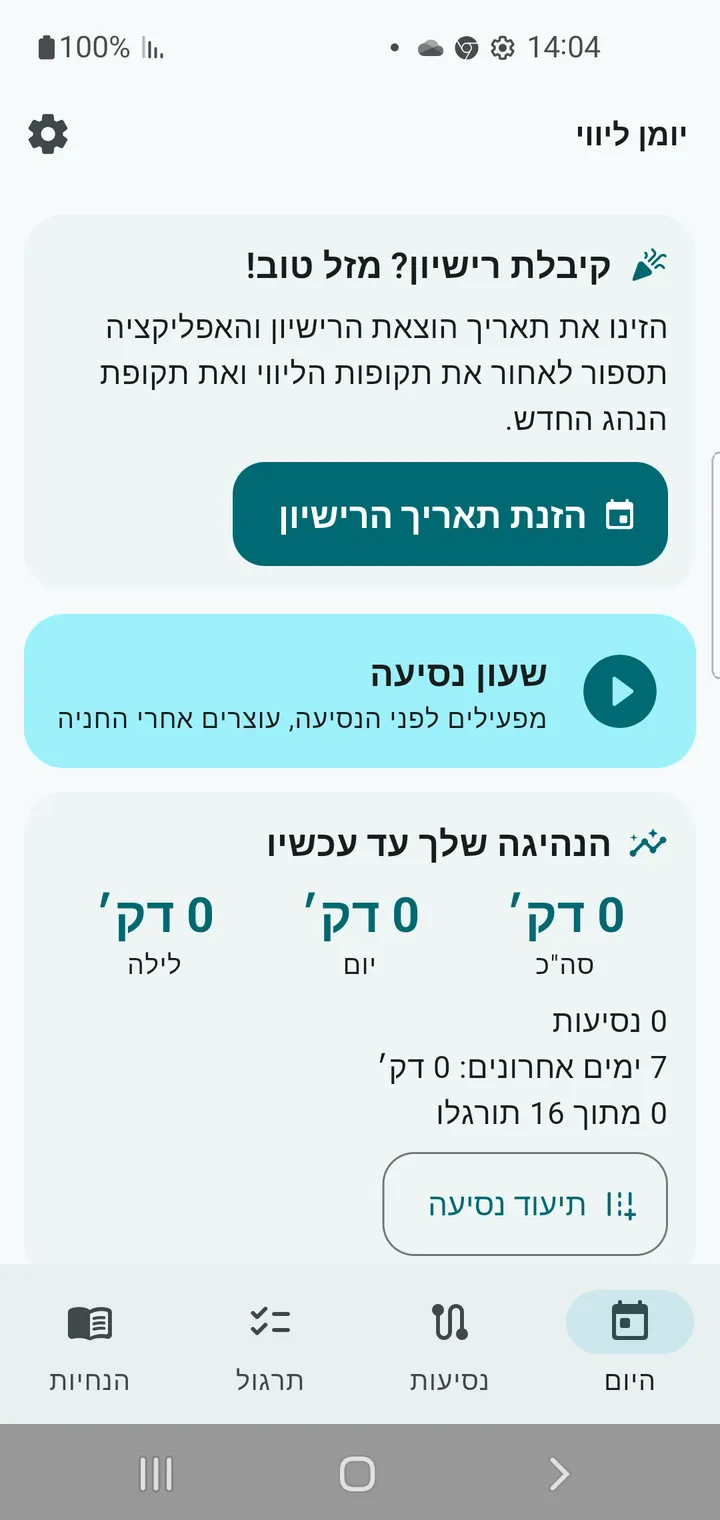 100% 14:04
יומן ליווי
קיבלת רישיון? מזל טוב!
הזינו את תאריך הוצאת הרישיון והאפליקציה
תספור לאחור את תקופות הליווי ואת תקופת
הנהג החדש.
הזנת תאריך הרישיון
שעון נסיעה
מפעילים לפני הנסיעה, עוצרים אחרי החניה
הנהיגה שלך עד עכשיו
0 דק׳ 0 דק׳ 0 דק׳
סה"כ יום לילה
0 נסיעות
7 ימים אחרונים: 0 דק׳
0 מתוך 16 תורגלו
תיעוד נסיעה
היום נסיעות תרגול הנחיות